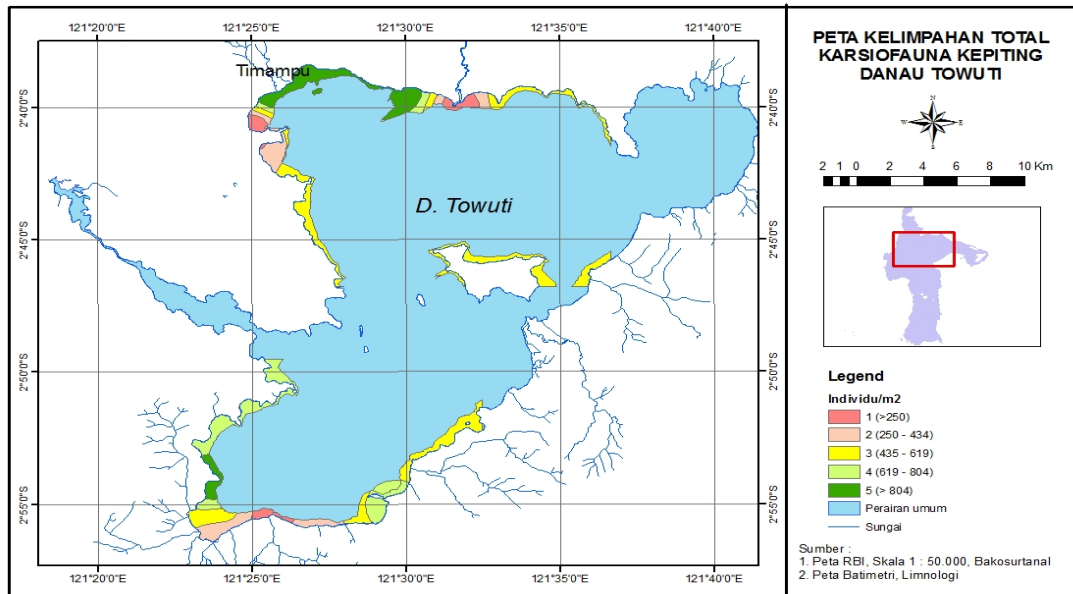 121°20'0"E 121°25'0"E 121°30'0"E 121°35'0"E 121°40'0"E
Timampu
2°40'0"S 2°40'0"S
D. Towuti
2°45'0"S 2°45'0"S
2°50'0"S 2°50'0"S
2°55'0"S 2°55'0"S
121°20'0"E 121°25'0"E 121°30'0"E 121°35'0"E 121°40'0"E
PETA KELIMPAHAN TOTAL
KARSIOFAUNA KEPITING
DANAU TOWUTI
N
W E
S
2 1 0 2 4 6 8 10 Km
Legend
Individu/m2
1 (>250)
2 (250 - 434)
3 (435 - 619)
4 (619 - 804)
5 (> 804)
Perairan umum
Sungai
Sumber :
1. Peta RBI, Skala 1 : 50.000, Bakosurtanal
2. Peta Batimetri, Limnologi